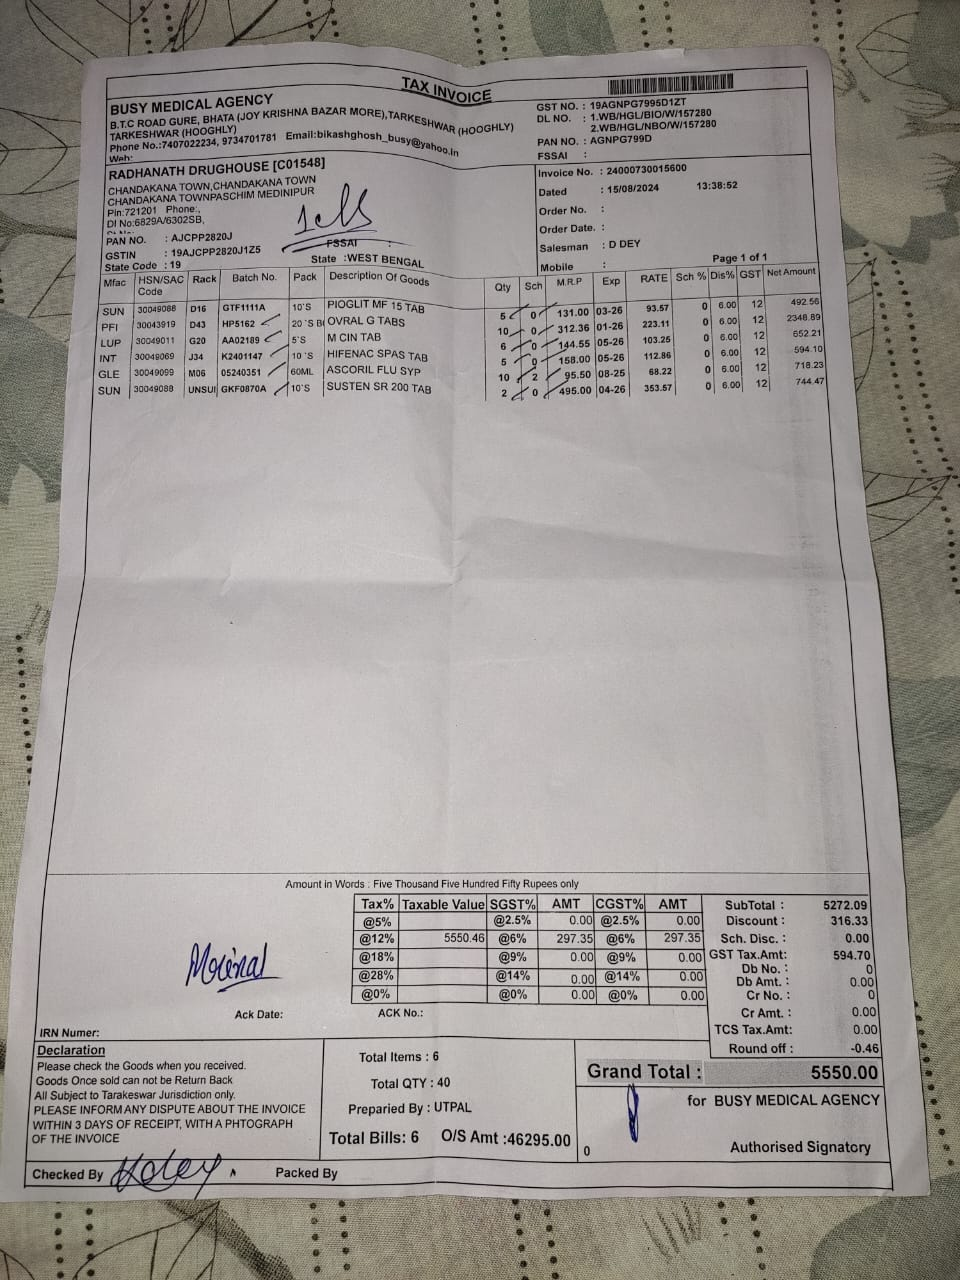 TAX INVOICE
BUSY MEDICAL AGENCY
B.T.C ROAD GURE, BHATA (JOY KRISHNA BAZAR MORE),TARKESHWAR (HOOGHLY)
TARKESHWAR (HOOGHLY)
Phone No.:7407022234, 9734701781 Email:bikashghosh_busy@yahoo.in
Web:
GST NO. : 19AGNPG7995D1ZT
DL NO. : 1.WB/HGL/BIO/W/157280
2.WB/HGL/NBO/W/157280
PAN NO. : AGNPG799D
FSSAI :
RADHANATH DRUGHOUSE [C01548]
CHANDAKANA TOWN,CHANDAKANA TOWN
CHANDAKANA TOWNPASCHIM MEDINIPUR
Pin:721201 Phone:,
Dl No:6829A/6302SB,
PAN NO. : AJCPP2820J
GSTIN : 19AJCPP2820J1Z5
State Code : 19
FSSAI :
State :WEST BENGAL
Invoice No. : 24000730015600
Dated : 15/08/2024 13:38:52
Order No. :
Order Date. :
Salesman : D DEY
Mobile :
Page 1 of 1
Mfac HSN/SAC Code Rack Batch No. Pack Description Of Goods Qty Sch M.R.P Exp RATE Sch % Dis% GST Net Amount
SUN 30049088 D16 GTF1111A 10'S PIOGLIT MF 15 TAB 5 0 131.00 03-26 93.57 0 6.00 12 492.56
PFI 30043919 D43 HP5162 20 'S B OVRAL G TABS 10 0 312.36 01-26 223.11 0 6.00 12 2348.89
LUP 30049011 G20 AA02189 5'S M CIN TAB 6 0 144.55 05-26 103.25 0 6.00 12 652.21
INT 30049069 J34 K2401147 10 'S HIFENAC SPAS TAB 5 0 158.00 05-26 112.86 0 6.00 12 594.10
GLE 30049099 M06 05240351 60ML ASCORIL FLU SYP 10 2 95.50 08-25 68.22 0 6.00 12 718.23
SUN 30049088 UNSU GKF0870A 10'S SUSTEN SR 200 TAB 2 0 495.00 04-26 353.57 0 6.00 12 744.47
Amount in Words : Five Thousand Five Hundred Fifty Rupees only
Tax% Taxable Value SGST% AMT CGST% AMT
@5% @2.5% 0.00 @2.5% 0.00
@12% 5550.46 @6% 297.35 @6% 297.35
@18% @9% 0.00 @9% 0.00
@28% @14% 0.00 @14% 0.00
@0% @0% 0.00 @0% 0.00
SubTotal : 5272.09
Discount : 316.33
Sch. Disc. : 0.00
GST Tax.Amt: 594.70
Db No. : 0
Db Amt. : 0.00
Cr No. : 0
Cr Amt. : 0.00
TCS Tax.Amt: 0.00
Round off : -0.46
Ack Date: ACK No.:
IRN Numer:
Declaration
Please check the Goods when you received.
Goods Once sold can not be Return Back
All Subject to Tarakeswar Jurisdiction only.
PLEASE INFORM ANY DISPUTE ABOUT THE INVOICE
WITHIN 3 DAYS OF RECEIPT, WITH A PHTOGRAPH
OF THE INVOICE
Total Items : 6
Total QTY : 40
Preparied By : UTPAL
Total Bills: 6 O/S Amt :46295.00
Grand Total : 5550.00
for BUSY MEDICAL AGENCY
0
Authorised Signatory
Checked By
Packed By